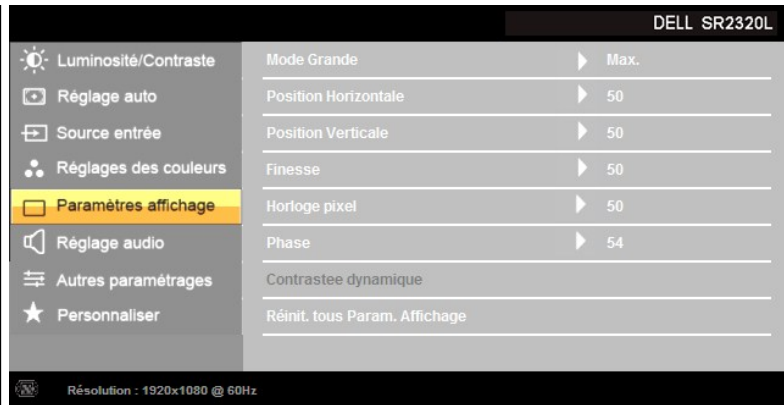 DELL SR2320L
Luminosité/Contraste
Mode Grande Max.
Réglage auto
Position Horizontale 50
Source entrée
Position Verticale 50
Réglages des couleurs
Finesse 50
Paramètres affichage
Horloge pixel 50
Réglage audio
Phase 54
Autres paramétrages
Contrastee dynamique
Personnaliser
Réinit. tous Param. Affichage
Résolution : 1920x1080 @ 60Hz